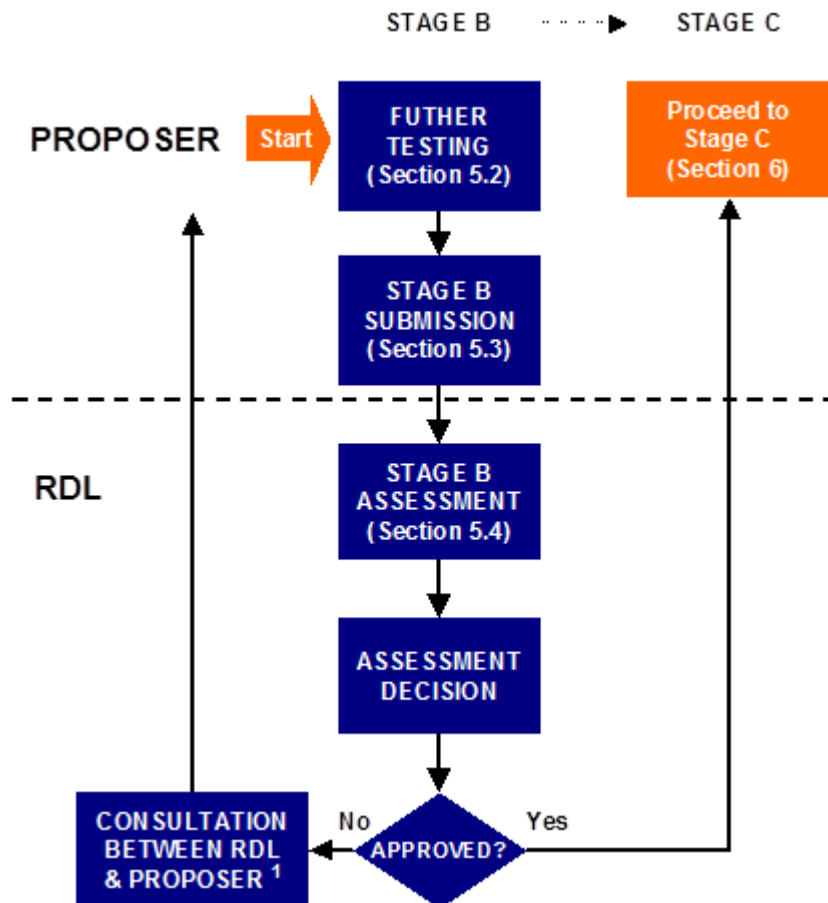 STAGE B
STAGE C
PROPOSER
Start
FUTHER
TESTING
(Section 5.2)
Proceed to
Stage C
(Section 6)
STAGE B
SUBMISSION
(Section 5.3)
RDL
STAGE B
ASSESSMENT
(Section 5.4)
ASSESSMENT
DECISION
CONSULTATION
BETWEEN RDL
& PROPOSER 1
No
APPROVED?
Yes